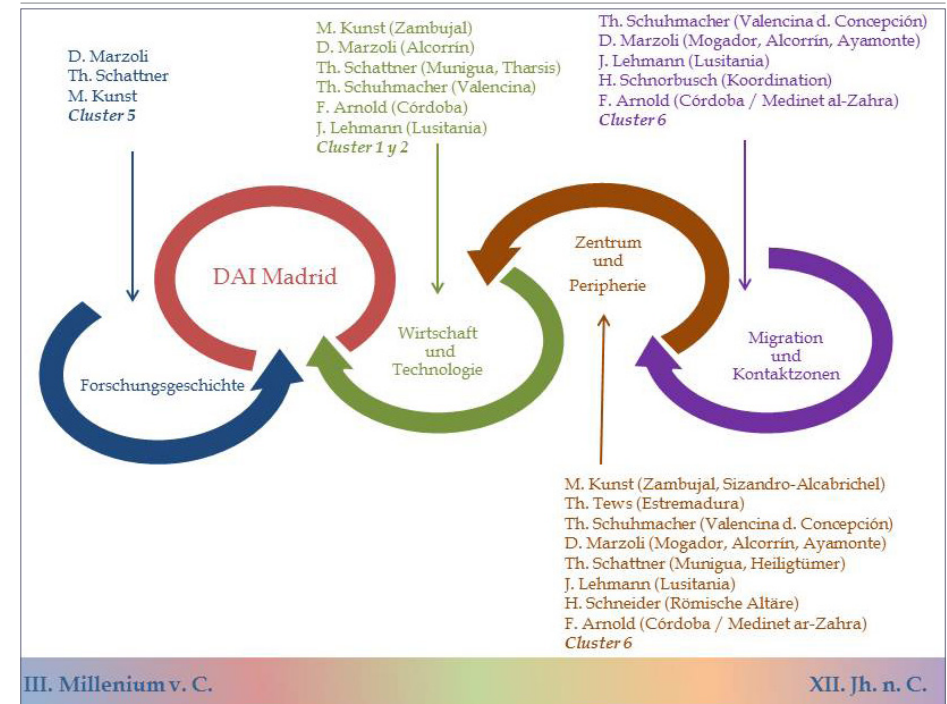 D. Marzoli
Th. Schattner
M. Kunst
Cluster 5
M. Kunst (Zambujal)
D. Marzoli (Alcorrín)
Th. Schattner (Munigua, Tharsis)
Th. Schuhmacher (Valencina)
F. Arnold (Córdoba)
J. Lehmann (Lusitania)
Cluster 1 y 2
Th. Schuhmacher (Valencina d. Concepción)
D. Marzoli (Mogador, Alcorrín, Ayamonte)
J. Lehmann (Lusitania)
H. Schnorbusch (Koordination)
F. Arnold (Córdoba / Medinet al-Zahra)
Cluster 6
DAI Madrid
Forschungsgeschichte
Wirtschaft
und
Technologie
Zentrum
und
Peripherie
Migration
und
Kontaktzonen
M. Kunst (Zambujal, Sizandro-Alcabrichel)
Th. Tews (Estremadura)
Th. Schuhmacher (Valencina d. Concepción)
D. Marzoli (Mogador, Alcorrín, Ayamonte)
Th. Schattner (Munigua, Heiligtümer)
J. Lehmann (Lusitania)
H. Schneider (Römische Altäre)
F. Arnold (Córdoba / Medinet ar-Zahra)
Cluster 6
III. Millenium v. C.
XII. Jh. n. C.